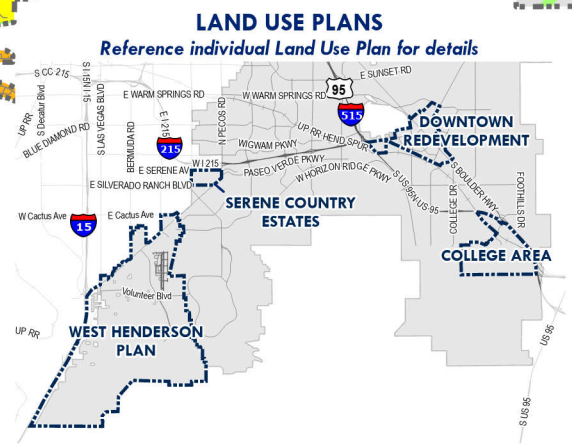 LAND USE PLANS
Reference individual Land Use Plan for details
S CC 215
S I 15 N I 15
S LAS VEGAS BLVD
E WARM SPRINGS RD
W WARM SPRINGS RD
95
E SUNSET RD
515
UP RR
S Decatur Blvd
BLUE DIAMOND RD
BERMUDA RD
E I 215
215
N PECOS RD
UP RR HEND SPUR
WIGWAM PKWY
DOWNTOWN
REDEVELOPMENT
W I 215
PASEO VERDE PKWY
E SERENE AV
W HORIZON RIDGE PKWY
E SILVERADO RANCH BLVD
S US 95 N US 95
COLLEGE DR
S BOULDER HWY
FOOTHILLS DR
SERENE COUNTRY
ESTATES
W Cactus Ave
E Cactus Ave
15
COLLEGE AREA
Volunteer Blvd
UP RR
WEST HENDERSON
PLAN
US 95
S US 95